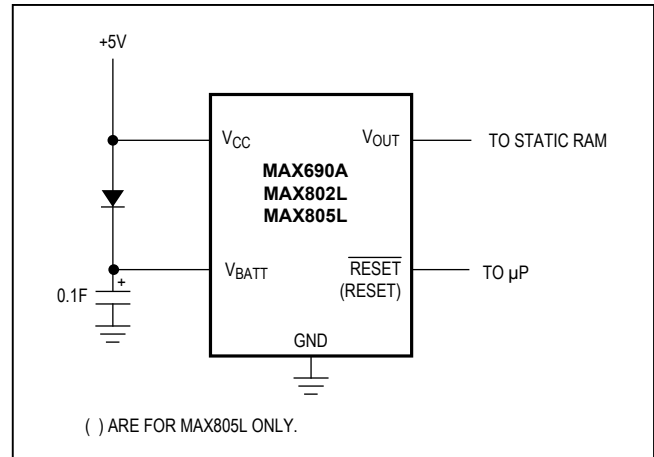 +5V
VCC
VOUT
TO STATIC RAM
MAX690A
MAX802L
MAX805L
VBATT
RESET
(RESET)
TO µP
+
0.1F
GND
( ) ARE FOR MAX805L ONLY.